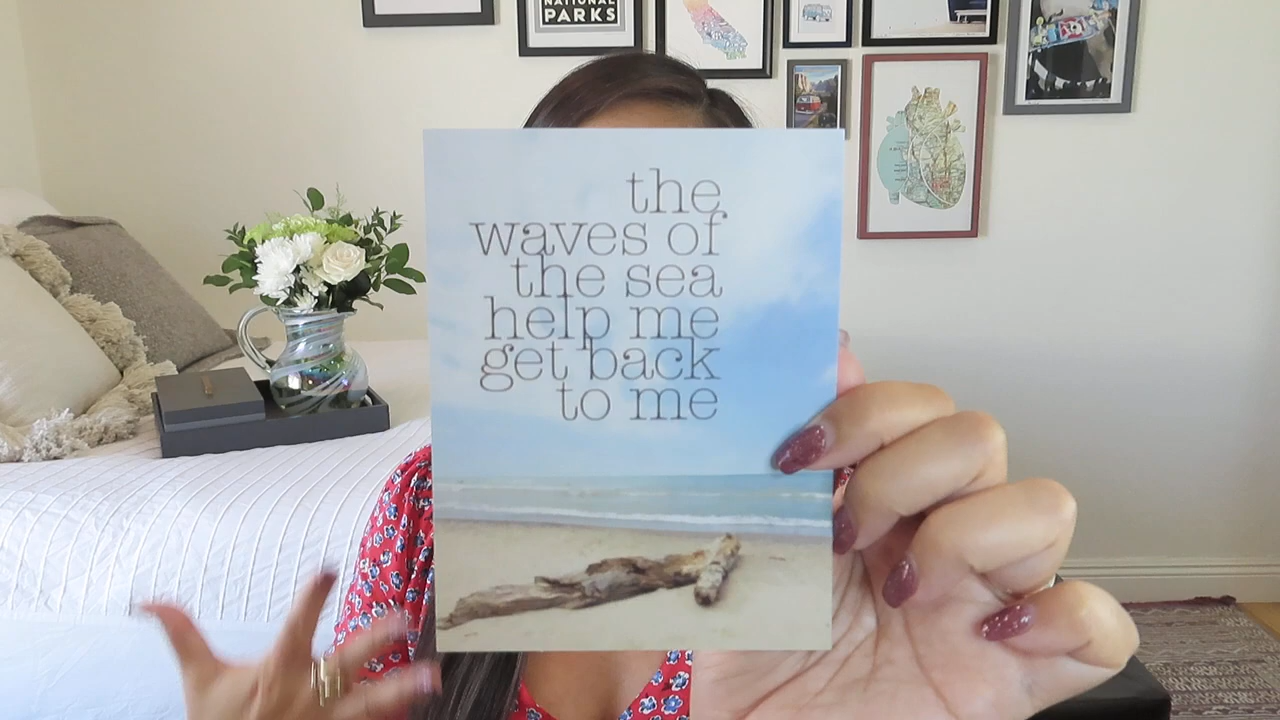 NATIONAL
PARKS
the
waves of
the sea
help me
get back
to me